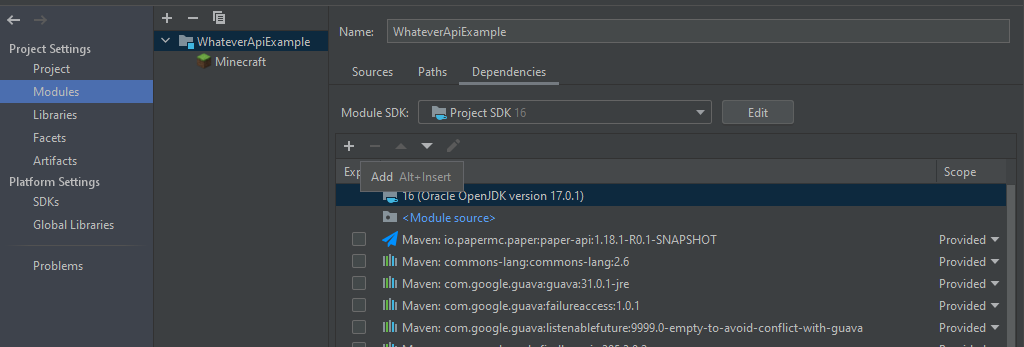 Project Settings
Project
Modules
Libraries
Facets
Artifacts
Platform Settings
SDKs
Global Libraries
Problems
WhateverApiExample
Minecraft
Name: WhateverApiExample
Sources Paths Dependencies
Module SDK: Project SDK 16 Edit
Add Alt+Insert
Scope
16 (Oracle OpenJDK version 17.0.1)
<Module source>
Maven: io.papermc.paper:paper-api:1.18.1-R0.1-SNAPSHOT Provided
Maven: commons-lang:commons-lang:2.6 Provided
Maven: com.google.guava:guava:31.0.1-jre Provided
Maven: com.google.guava:failureaccess:1.0.1 Provided
Maven: com.google.guava:listenablefuture:9999.0-empty-to-avoid-conflict-with-guava Provided